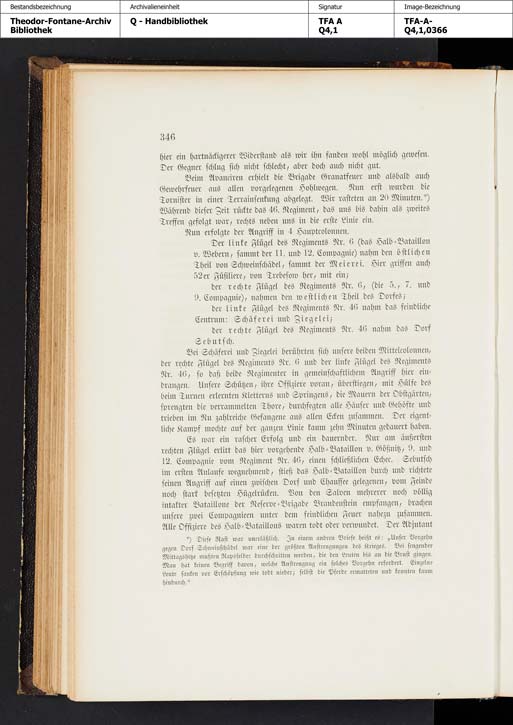 Bestandsbezeichnung
Archivalieneinheit
Signatur
Image-Bezeichnung
Theodor-Fontane-Archiv
Bibliothek
Q - Handbibliothek
TFA A
Q4,1
TFA-A-
Q4,1,0366
346
hier ein hartnäckigerer Widerstand als wir ihn fanden wohl möglich gewesen.
Der Gegner schlug sich nicht schlecht, aber doch auch nicht gut.
Beim Avanciren erhielt die Brigade Granatfeuer und alsbald auch
Gewehrfeuer aus allen vorgelegenen Hohlwegen. Nun erst wurden die
Tornister in einer Terrainsenkung abgelegt. Wir rasteten an 20 Minuten.*)
Während dieser Zeit rückte das 46. Regiment, das uns bis dahin als zweites
Treffen gefolgt war, rechts neben uns in die erste Linie ein.
Nun erfolgte der Angriff in 4 Hauptcolonnen.
Der linke Flügel des Regiments Nr. 6 (das Halb-Bataillon
v. Webern, sammt der 11. und 12. Compagnie) nahm den östlichen
Theil von Schweinschädel, sammt der Meierei. Hier griffen auch
52er Füsiliere, von Trebesow her, mit ein;
der rechte Flügel des Regiments Nr. 6, (die 5., 7. und
9. Compagnie), nahmen den westlichen Theil des Dorfes;
der linke Flügel des Regiments Nr. 46 nahm das feindliche
Centrum: Schäferei und Ziegelei;
der rechte Flügel des Regiments Nr. 46 nahm das Dorf
Sebutsch.
Bei Schäferei und Ziegelei berührten sich unsere beiden Mittelcolonnen,
der rechte Flügel des Regiments Nr. 6 und der linke Flügel des Regiments
Nr. 46, so daß beide Regimenter in gemeinschaftlichem Angriff hier ein-
drangen. Unsere Schützen, ihre Offiziere voran, überstiegen, mit Hülfe des
beim Turnen erlernten Kletterns und Springens, die Mauern der Obstgärten,
sprengten die verrammelten Thore, durchfegten alle Häuser und Gehöfte und
trieben im Nu zahlreiche Gefangene aus allen Ecken zusammen. Der eigent-
liche Kampf mochte auf der ganzen Linie kaum zehn Minuten gedauert haben.
Es war ein rascher Erfolg und ein dauernder. Nur am äußersten
rechten Flügel erlitt das hier vorgehende Halb-Bataillon v. Gößnitz, 9. und
12. Compagnie vom Regiment Nr. 46, einen schließlichen Echec. Sebutsch
im ersten Anlaufe wegnehmend, stieß das Halb-Bataillon durch und richtete
seinen Angriff auf einen zwischen Dorf und Chaussee gelegenen, vom Feinde
noch stark besetzten Hügelrücken. Von den Salven mehrerer noch völlig
intakter Bataillone der Reserve-Brigade Brandenstein empfangen, brachen
unsere zwei Compagnieen unter dem feindlichen Feuer nahezu zusammen.
Alle Offiziere des Halb-Bataillons waren todt oder verwundet. Der Adjutant
*) Diese Rast war unerläßlich. In einem andren Briefe heißt es: „Unser Vorgehn
gegen Dorf Schweinschädel war eine der größten Anstrengungen des Krieges. Bei sengender
Mittagshitze mußten Rapsfelder durchschritten werden, die den Leuten bis an die Brust gingen.
Man hat keinen Begriff davon, welche Anstrengung ein solches Vorgehn erfordert. Einzelne
Leute sanken vor Erschöpfung wie todt nieder; selbst die Pferde ermatteten und konnten kaum
hindurch.“